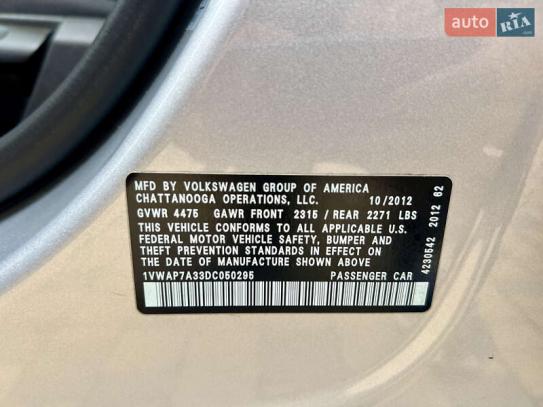 auto RIA
MFD BY VOLKSWAGEN GROUP OF AMERICA
CHATTANOOGA OPERATIONS, LLC. 10/2012
GVWR 4475 GAWR FRONT 2315 / REAR 2271 LBS
THIS VEHICLE CONFORMS TO ALL APPLICABLE U.S.
FEDERAL MOTOR VEHICLE SAFETY, BUMPER AND
THEFT PREVENTION STANDARDS IN EFFECT ON
THE DATE OF MANUFACTURE SHOWN ABOVE
1VWAP7A33DC050295 PASSENGER CAR
4230542 2012 62